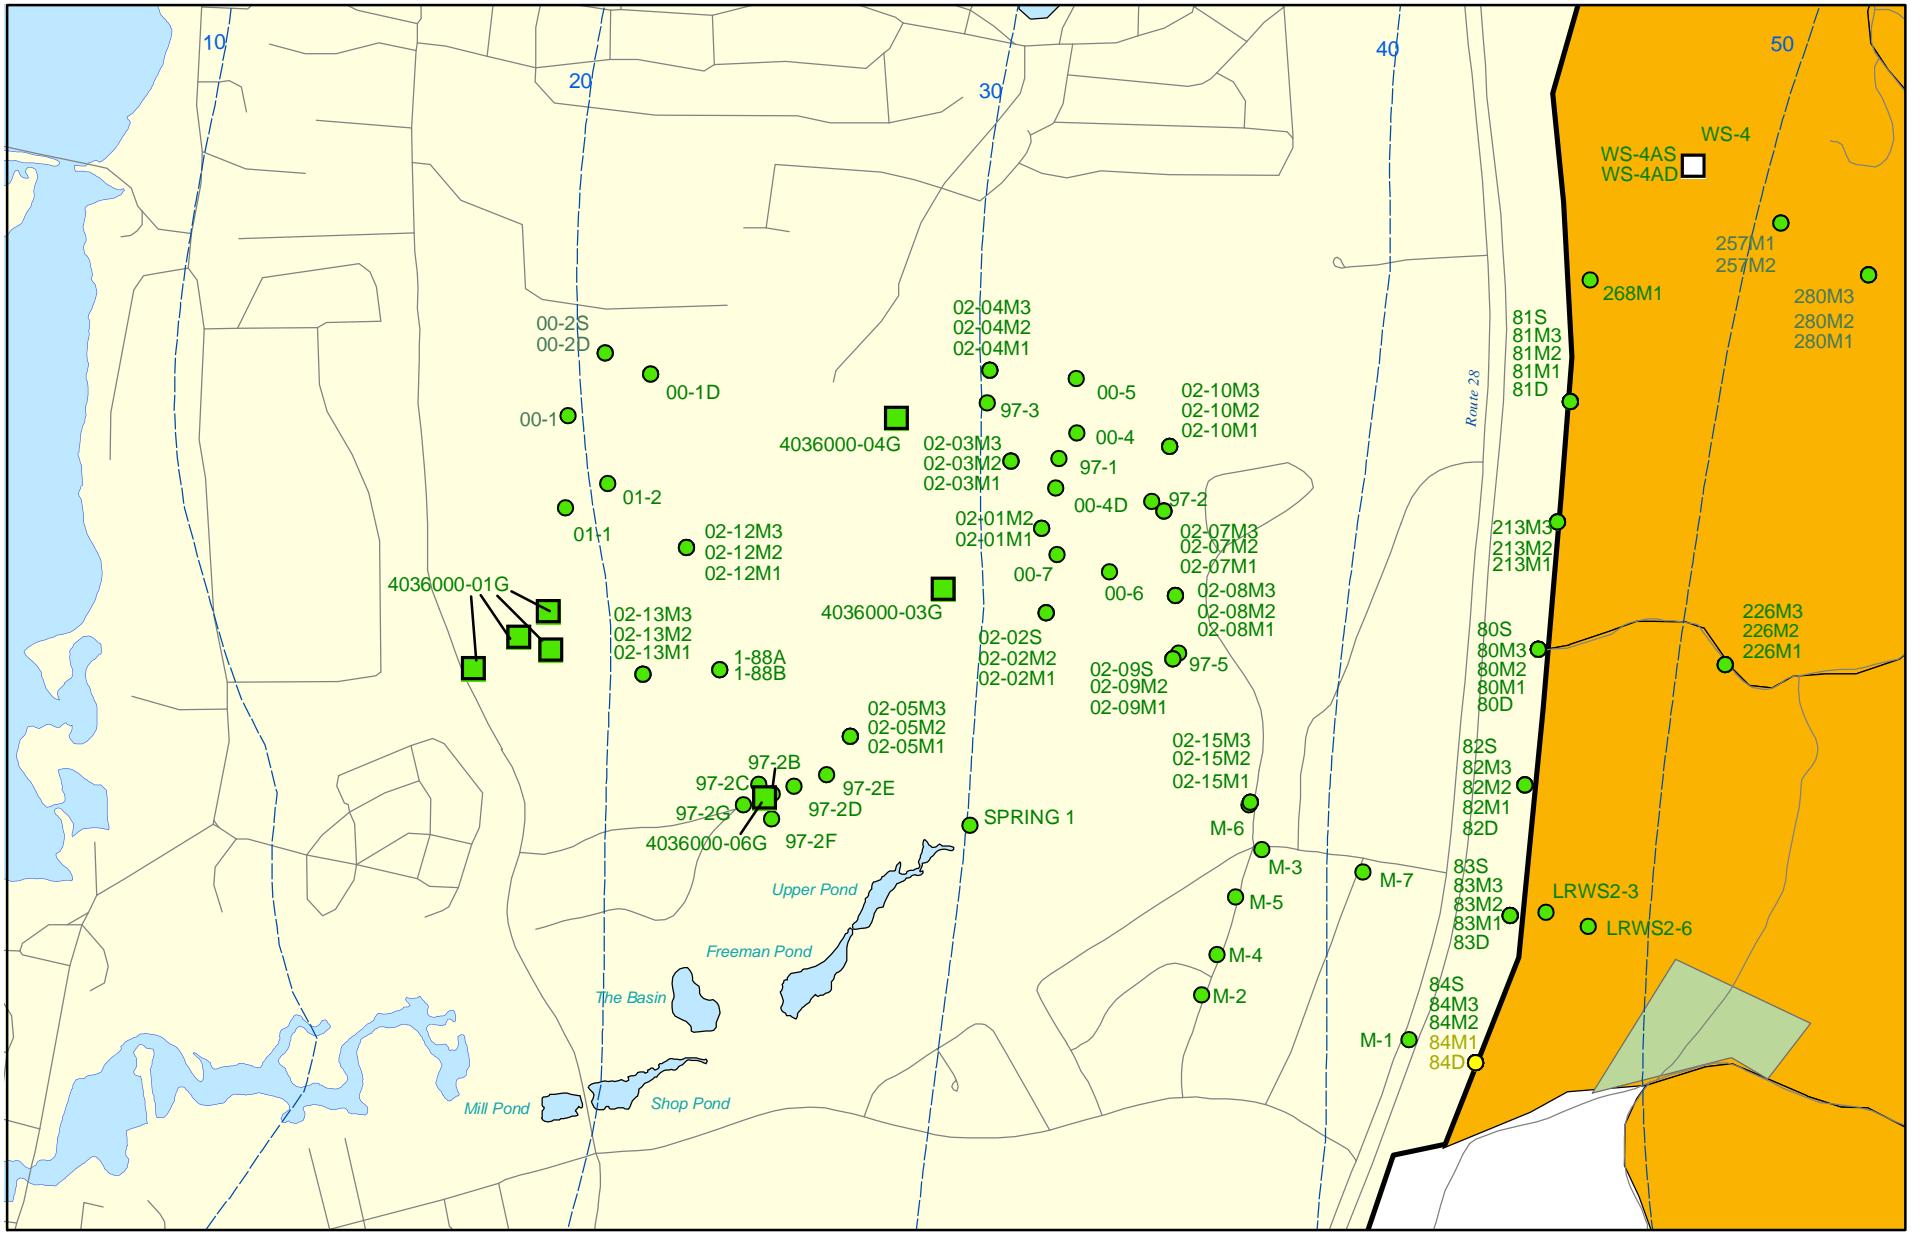 10
20
30
40
50
WS-4
WS-4AS
WS-4AD
257M1
257M2
268M1
280M3
280M2
280M1
00-2S
00-2D
00-1D
00-1
02-04M3
02-04M2
02-04M1
97-3
00-5
00-4
02-10M3
02-10M2
02-10M1
81S
81M3
81M2
81M1
81D
Route 28
4036000-04G
02-03M3
02-03M2
02-03M1
97-1
00-4D
97-2
01-2
01-1
02-01M2
02-01M1
02-07M3
02-07M2
02-07M1
213M3
213M2
213M1
02-12M3
02-12M2
02-12M1
00-7
00-6
4036000-01G
4036000-03G
02-08M3
02-08M2
02-08M1
02-13M3
02-13M2
02-13M1
1-88A
1-88B
02-02S
02-02M2
02-02M1
97-5
02-09S
02-09M2
02-09M1
80S
80M3
80M2
80M1
80D
226M3
226M2
226M1
02-05M3
02-05M2
02-05M1
97-2B
97-2C
97-2E
97-2D
97-2G
97-2F
4036000-06G
02-15M3
02-15M2
02-15M1
M-6
82S
82M3
82M2
82M1
82D
SPRING 1
M-3
M-7
M-5
M-4
M-2
M-1
83S
83M3
83M2
83M1
83D
LRWS2-3
LRWS2-6
84S
84M3
84M2
84M1
84D
Upper Pond
Freeman Pond
The Basin
Mill Pond
Shop Pond